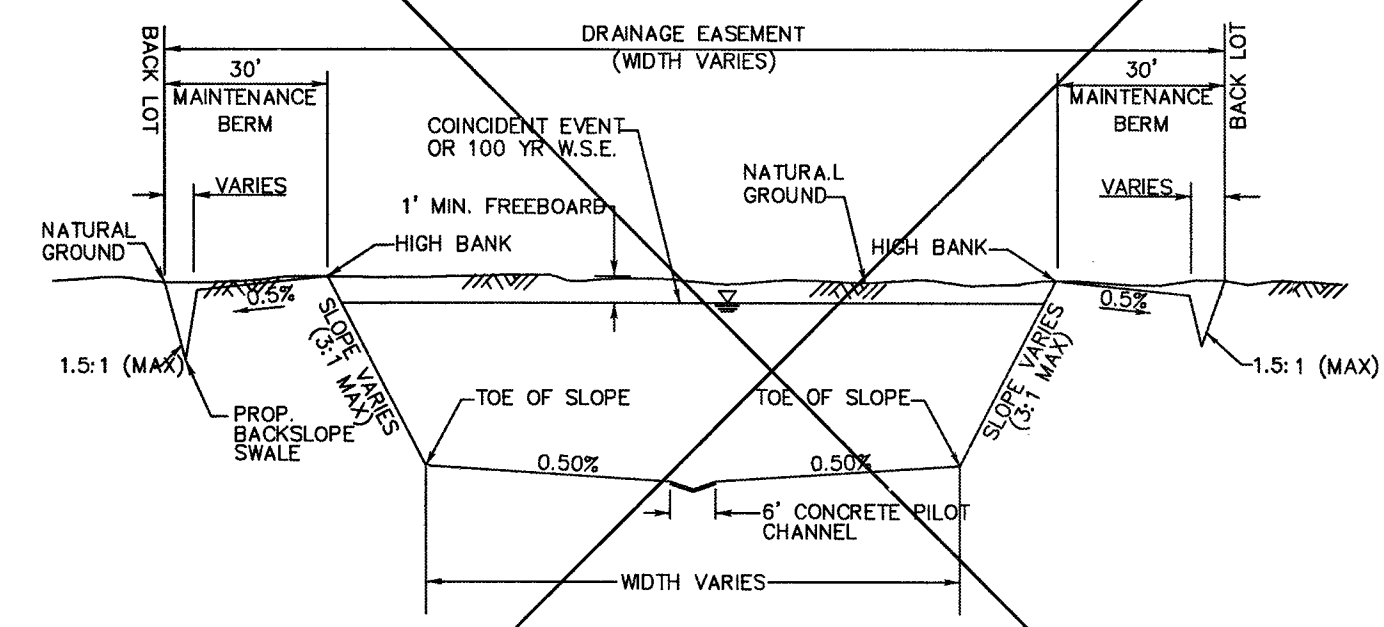 DRAINAGE EASEMENT
(WIDTH VARIES)
BACK LOT
BACK LOT
30'
MAINTENANCE
BERM
30'
MAINTENANCE
BERM
COINCIDENT EVENT
OR 100 YR W.S.E.
NATURA.L
GROUND
VARIES
VARIES
1' MIN. FREEBOARD
NATURAL
GROUND
HIGH BANK
HIGH BANK
0.5%
0.5%
SLOPE VARIES
(3:1 MAX)
SLOPE VARIES
(3:1 MAX)
1.5:1 (MAX)
1.5:1 (MAX)
PROP.
BACKSLOPE
SWALE
TOE OF SLOPE
TOE OF SLOPE
0.50%
0.50%
6' CONCRETE PILOT
CHANNEL
WIDTH VARIES